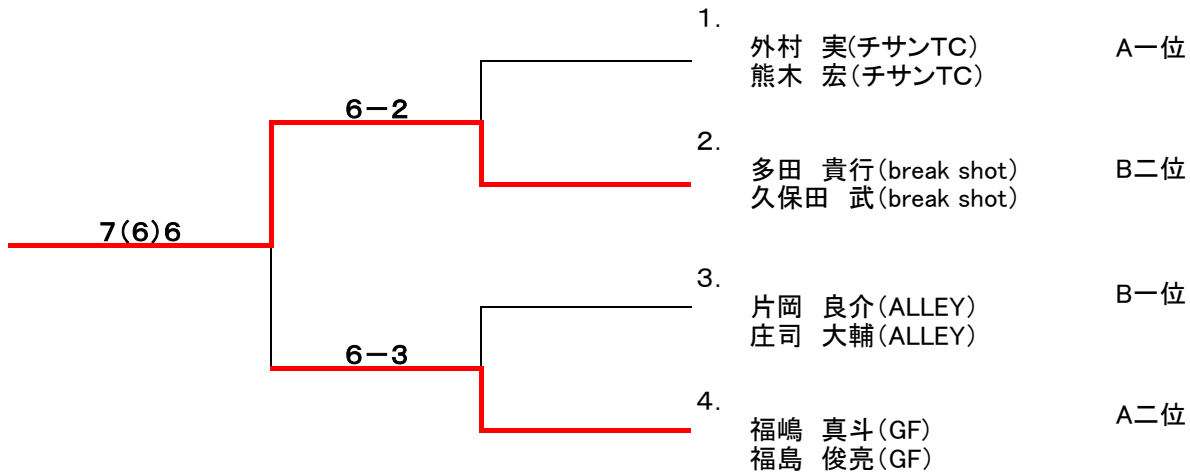 1.
外村　実(チサンTC)　A一位
熊木　宏(チサンTC)
6－2
2.
多田　貴行(break shot)　B二位
久保田　武(break shot)
7(6)6
3.
片岡　良介(ALLEY)　B一位
庄司　大輔(ALLEY)
6－3
4.
福嶋　真斗(GF)　A二位
福島　俊亮(GF)